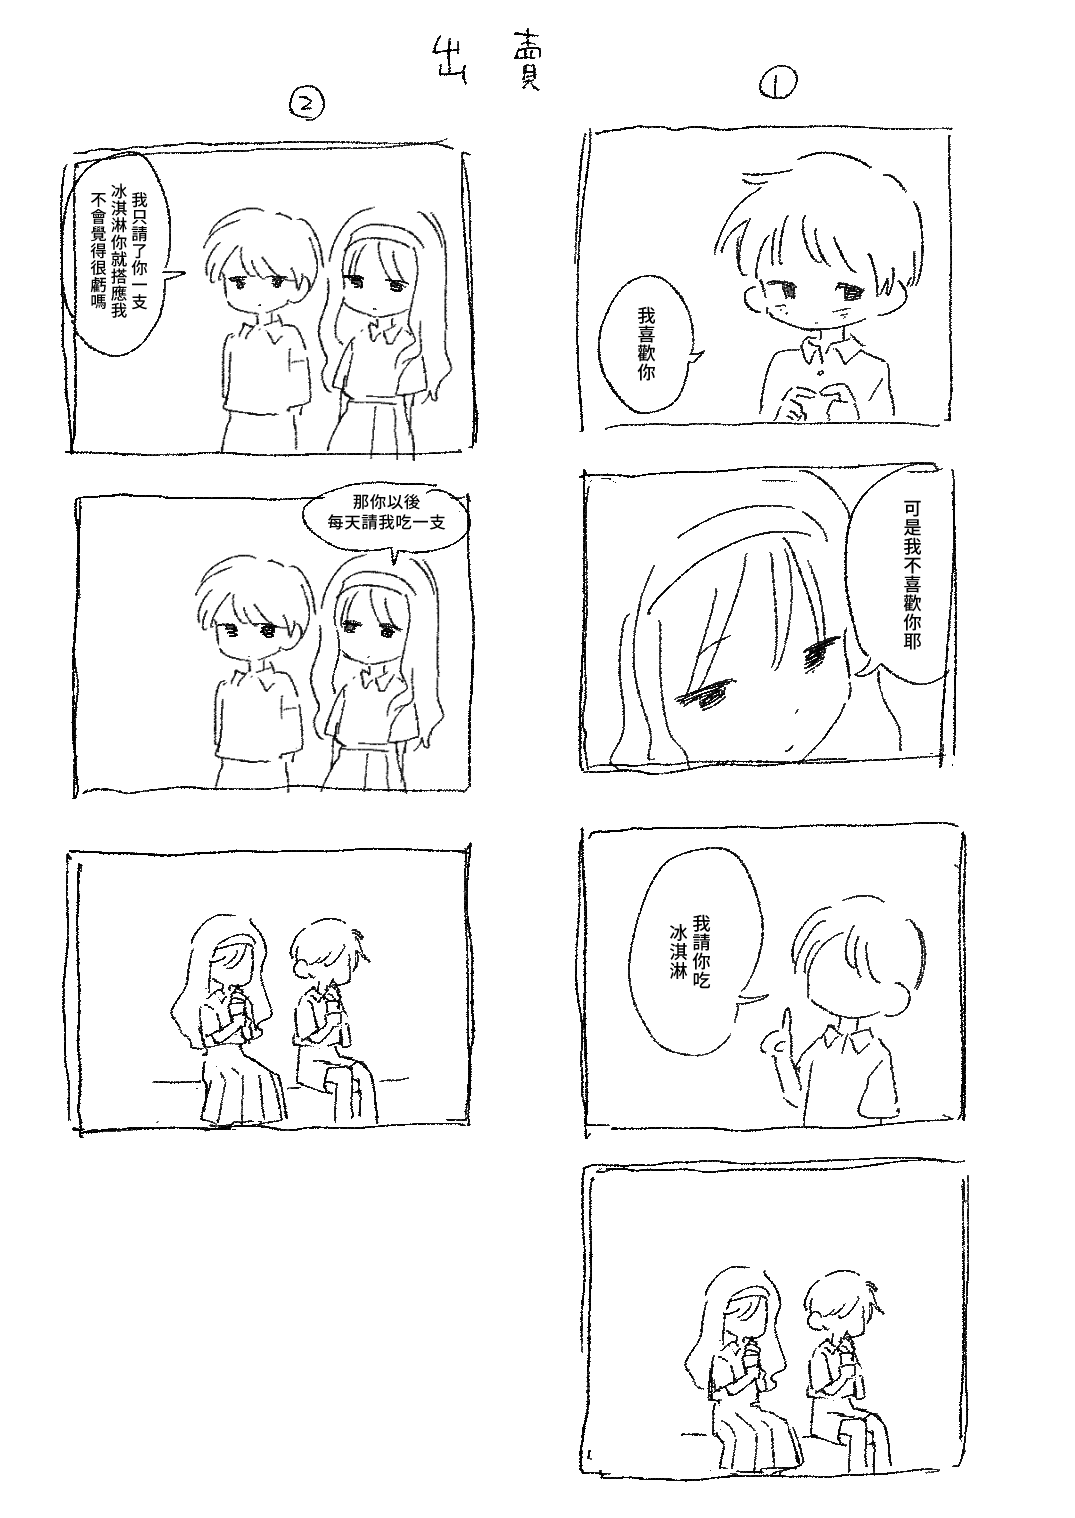 出 賣
①
我喜歡你
可是我不喜歡你耶
我請你吃
冰淇淋
②
我只請了你一支
冰淇淋你就搭應我
不會覺得很虧嗎
那你以後
每天請我吃一支